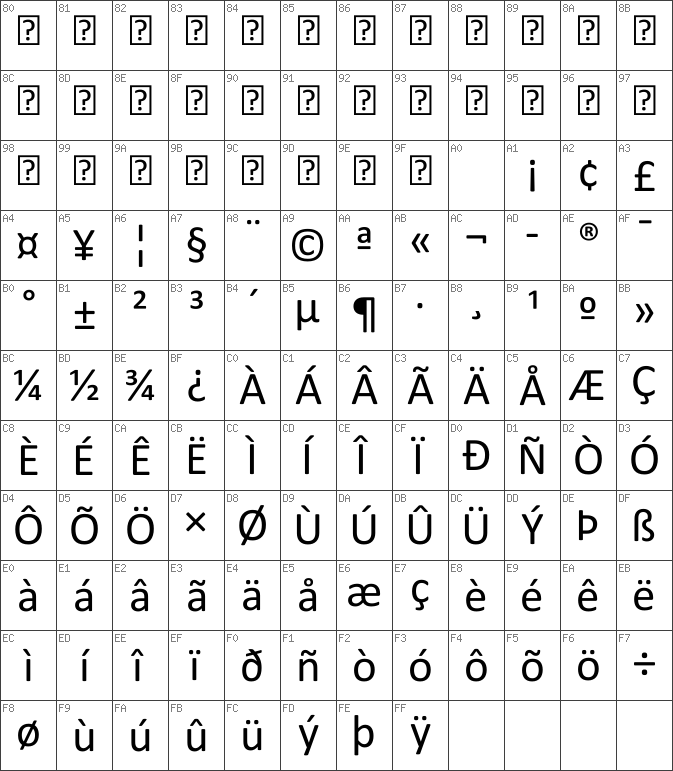 80 81 82 83 84 85 86 87 88 89 8A 8B
? ? ? ? ? ? ? ? ? ? ? ?
8C 8D 8E 8F 90 91 92 93 94 95 96 97
? ? ? ? ? ? ? ? ? ? ? ?
98 99 9A 9B 9C 9D 9E 9F A0 A1 A2 A3
? ? ? ? ? ? ? ? ¡ ¢ £
A4 A5 A6 A7 A8 A9 AA AB AC AD AE AF
¤ ¥ ¦ § ¨ © ª « ¬ - ® ¯
B0 B1 B2 B3 B4 B5 B6 B7 B8 B9 BA BB
° ± ² ³ ´ µ ¶ · ¸ ¹ º »
BC BD BE BF C0 C1 C2 C3 C4 C5 C6 C7
¼ ½ ¾ ¿ À Á Â Ã Ä Å Æ Ç
C8 C9 CA CB CC CD CE CF D0 D1 D2 D3
È É Ê Ë Ì Í Î Ï Ð Ñ Ò Ó
D4 D5 D6 D7 D8 D9 DA DB DC DD DE DF
Ô Õ Ö × Ø Ù Ú Û Ü Ý Þ ß
E0 E1 E2 E3 E4 E5 E6 E7 E8 E9 EA EB
à á â ã ä å æ ç è é ê ë
EC ED EE EF F0 F1 F2 F3 F4 F5 F6 F7
ì í î ï ð ñ ò ó ô õ ö ÷
F8 F9 FA FB FC FD FE FF
ø ù ú û ü ý þ ÿ